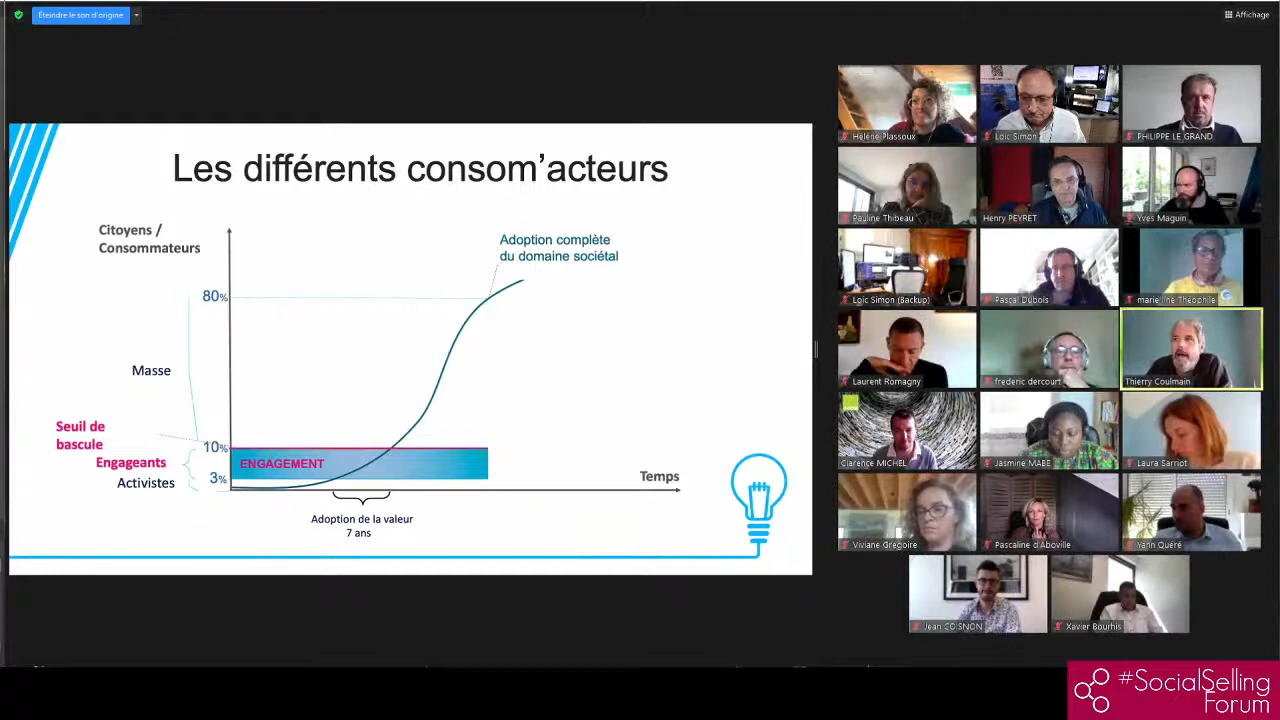 Éteindre le son d'origine
Affichage
Les différents consom'acteurs
Citoyens /
Consommateurs
Adoption complète
du domaine sociétal
80%
Masse
Seuil de
bascule
10%
Engageants
ENGAGEMENT
3%
Activistes
Temps
Adoption de la valeur
7 ans
Hélène Plassoux
Loïc Simon
PHILIPPE LE GRAND
Pauline Thibeau
Henry PEYRET
Yves Maguin
Loïc Simon (Backup)
Pascal Dubois
marie line Theophile
Laurent Romagny
frederic dercourt
Thierry Coulmain
Clarence MICHEL
Jasmine MABE
Laura Sarriot
Viviane Gregoire
Pascaline d'Aboville
Yann Quéré
Jean COISNON
Xavier Bourhis
#SocialSelling
Forum